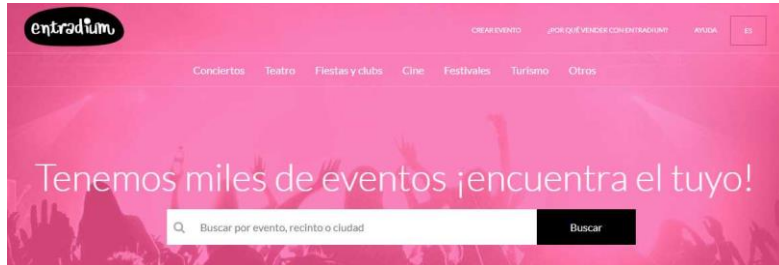 entradium
CREAR EVENTO ¿POR QUÉ VENDER CON ENTRADIUM? AYUDA ES
Conciertos Teatro Fiestas y clubs Cine Festivales Turismo Otros
Tenemos miles de eventos ¡encuentra el tuyo!
Buscar por evento, recinto o ciudad Buscar